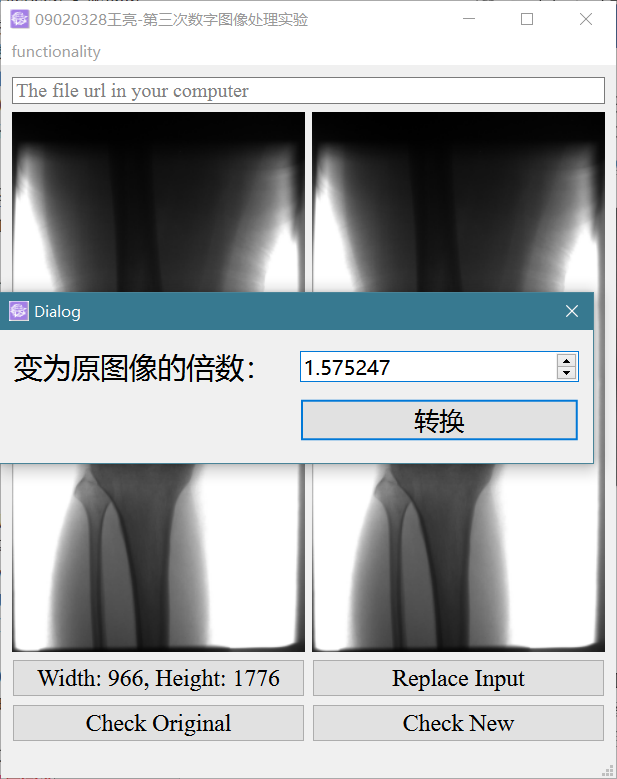 09020328王亮-第三次数字图像处理实验
functionality
The file url in your computer
Dialog
变为原图像的倍数：
1.575247
转换
Width: 966, Height: 1776
Replace Input
Check Original
Check New